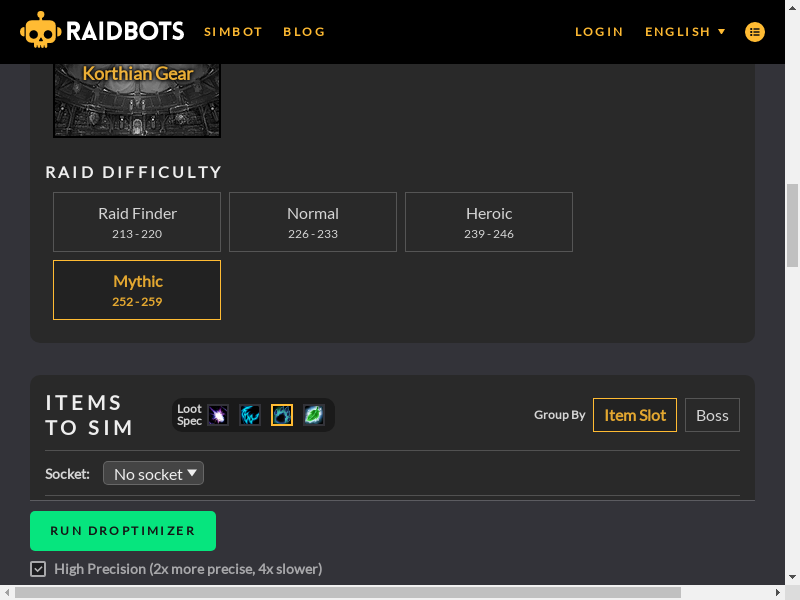 RAIDBOTS SIMBOT BLOG LOGIN ENGLISH
Korthian Gear
RAID DIFFICULTY
Raid Finder Normal Heroic
213 - 220 226 - 233 239 - 246
Mythic
252 - 259
ITEMS TO SIM
Loot Spec
Group By Item Slot Boss
Socket: No socket
RUN DROPTIMIZER
High Precision (2x more precise, 4x slower)